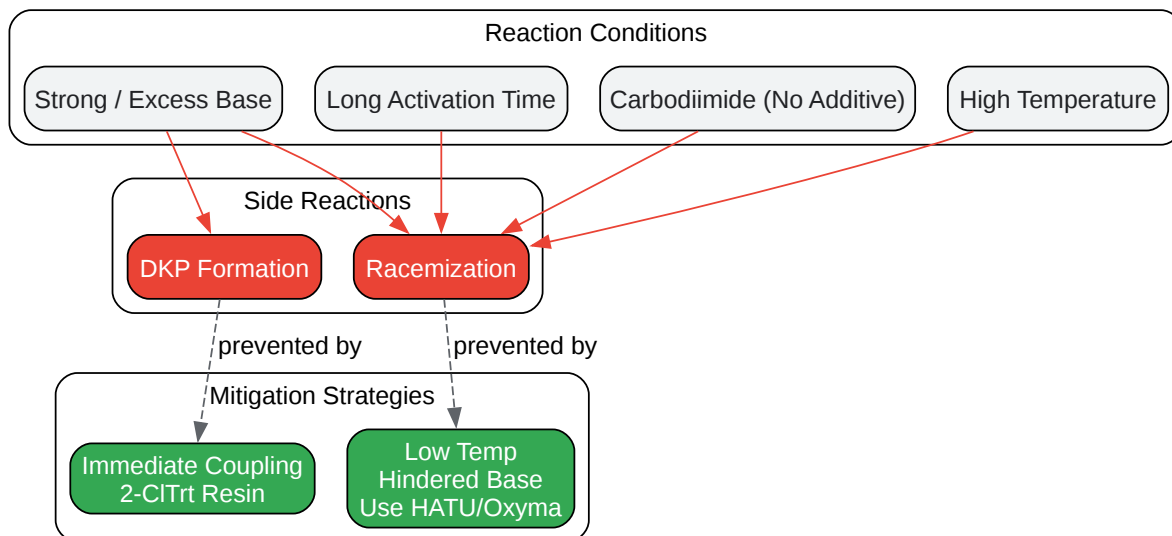 Reaction Conditions
Strong / Excess Base
Long Activation Time
Carbodiimide (No Additive)
High Temperature
Side Reactions
DKP Formation
Racemization
prevented by
prevented by
Mitigation Strategies
Immediate Coupling
2-ClTrt Resin
Low Temp
Hindered Base
Use HATU/Oxyma